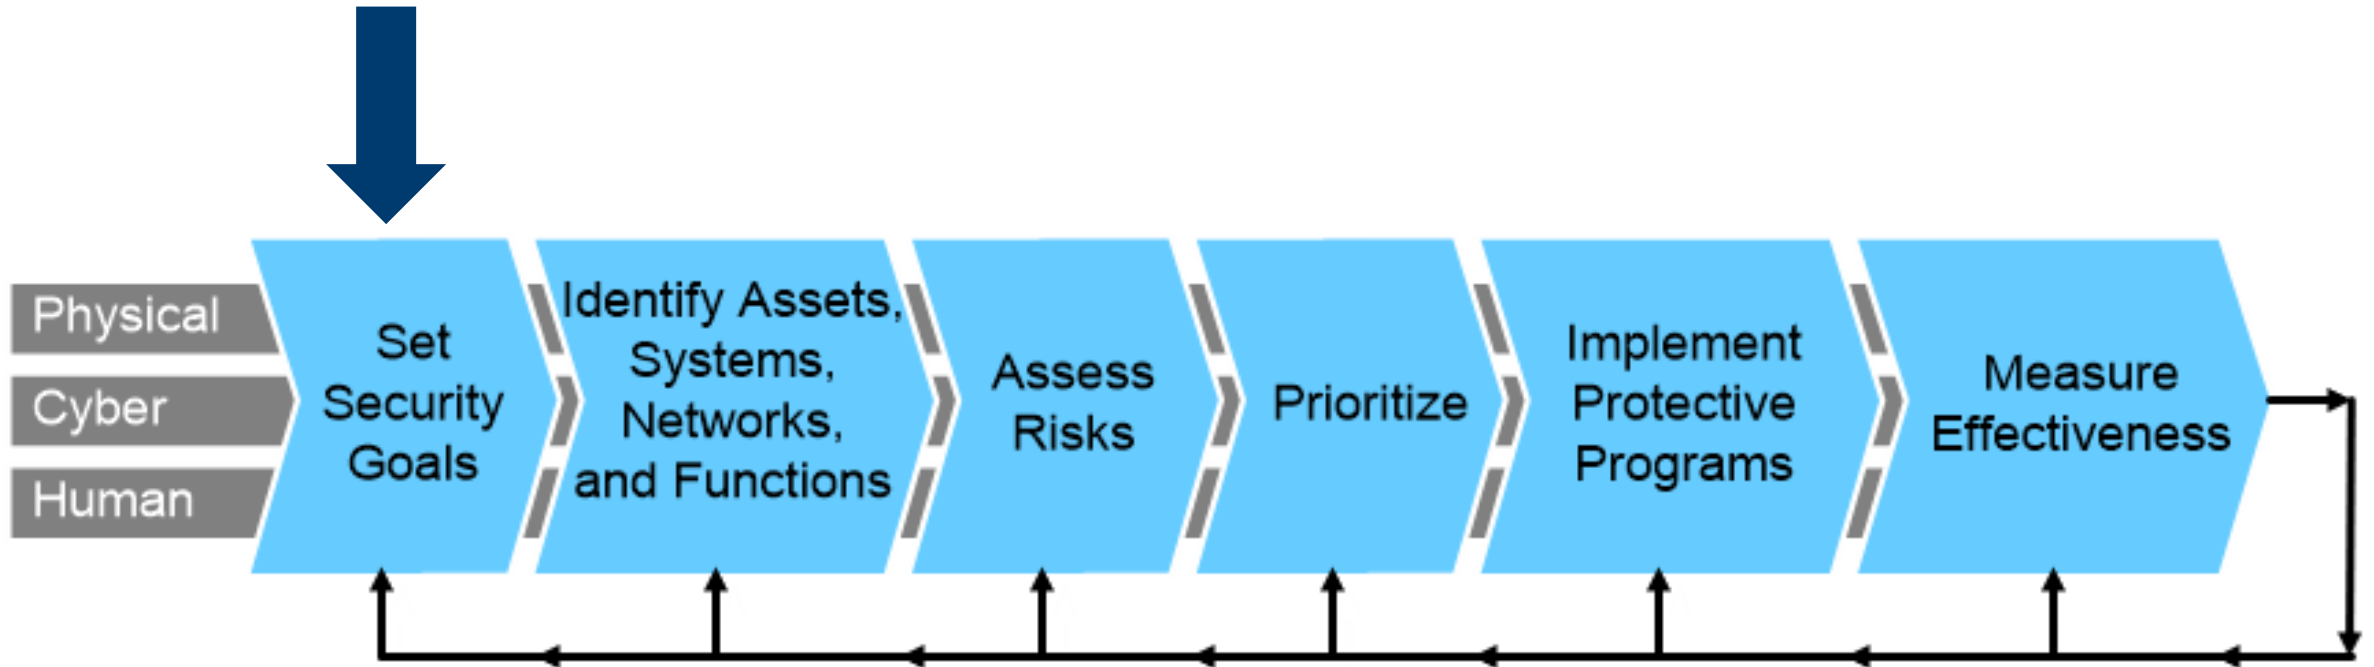 Physical
Cyber
Human
Set
Security
Goals
Identify Assets,
Systems,
Networks,
and Functions
Assess
Risks
Prioritize
Implement
Protective
Programs
Measure
Effectiveness